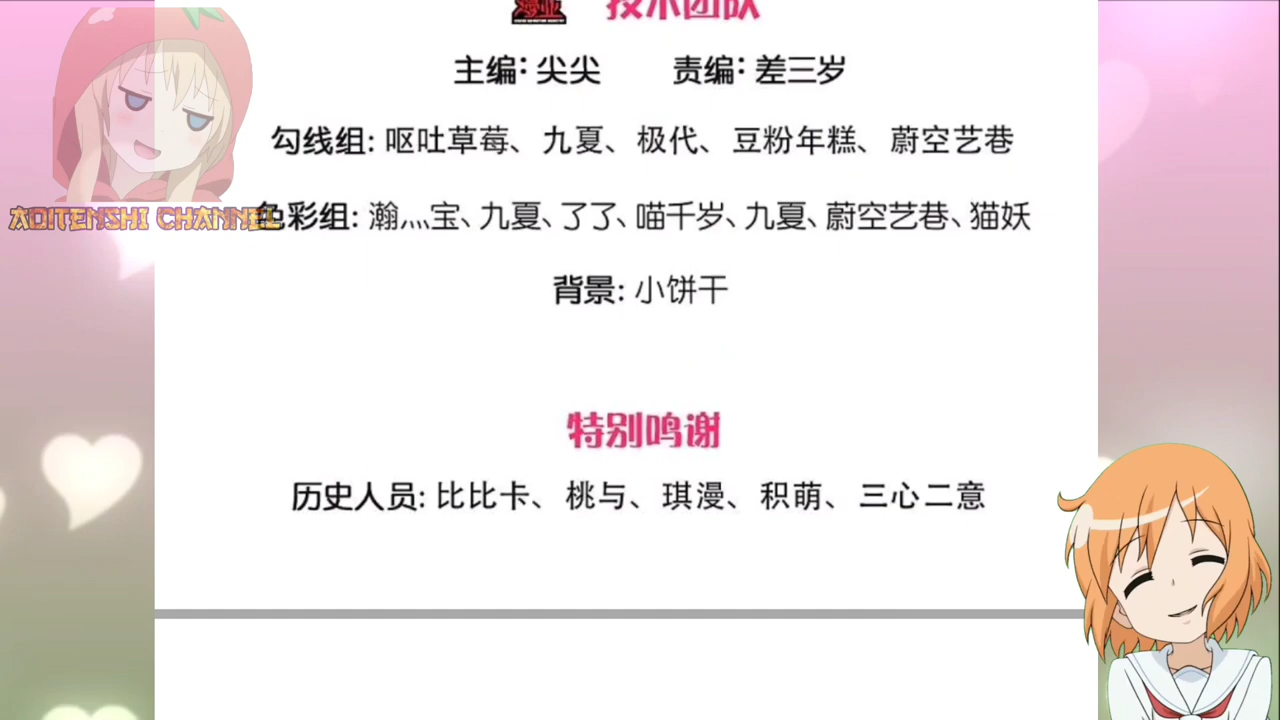 技术团队
主编: 尖尖 责编: 差三岁
勾线组: 呕吐草莓、九夏、极代、豆粉年糕、蔚空艺巷
AOITENSHI CHANNEL
色彩组: 瀚灬宝、九夏、了了、喵千岁、九夏、蔚空艺巷、猫妖
背景: 小饼干
特别鸣谢
历史人员: 比比卡、桃与、琪漫、积萌、三心二意